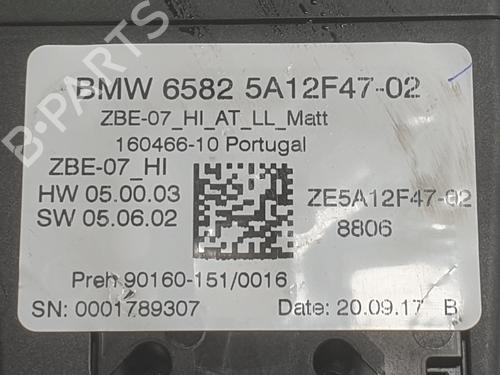 BMW 6582 5A12F47-02
ZBE-07_HI_AT_LL_Matt
160466-10 Portugal
ZBE-07_HI
HW 05.00.03
SW 05.06.02
ZE5A12F47-02
8806
Preh 90160-151/0016
SN: 0001789307 Date: 20.09.17 B
B-PARTS